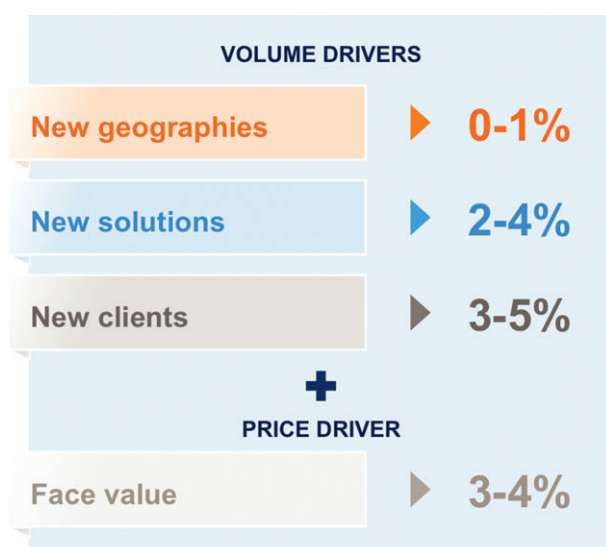 VOLUME DRIVERS
New geographies 0-1%
New solutions 2-4%
New clients 3-5%
+
PRICE DRIVER
Face value 3-4%